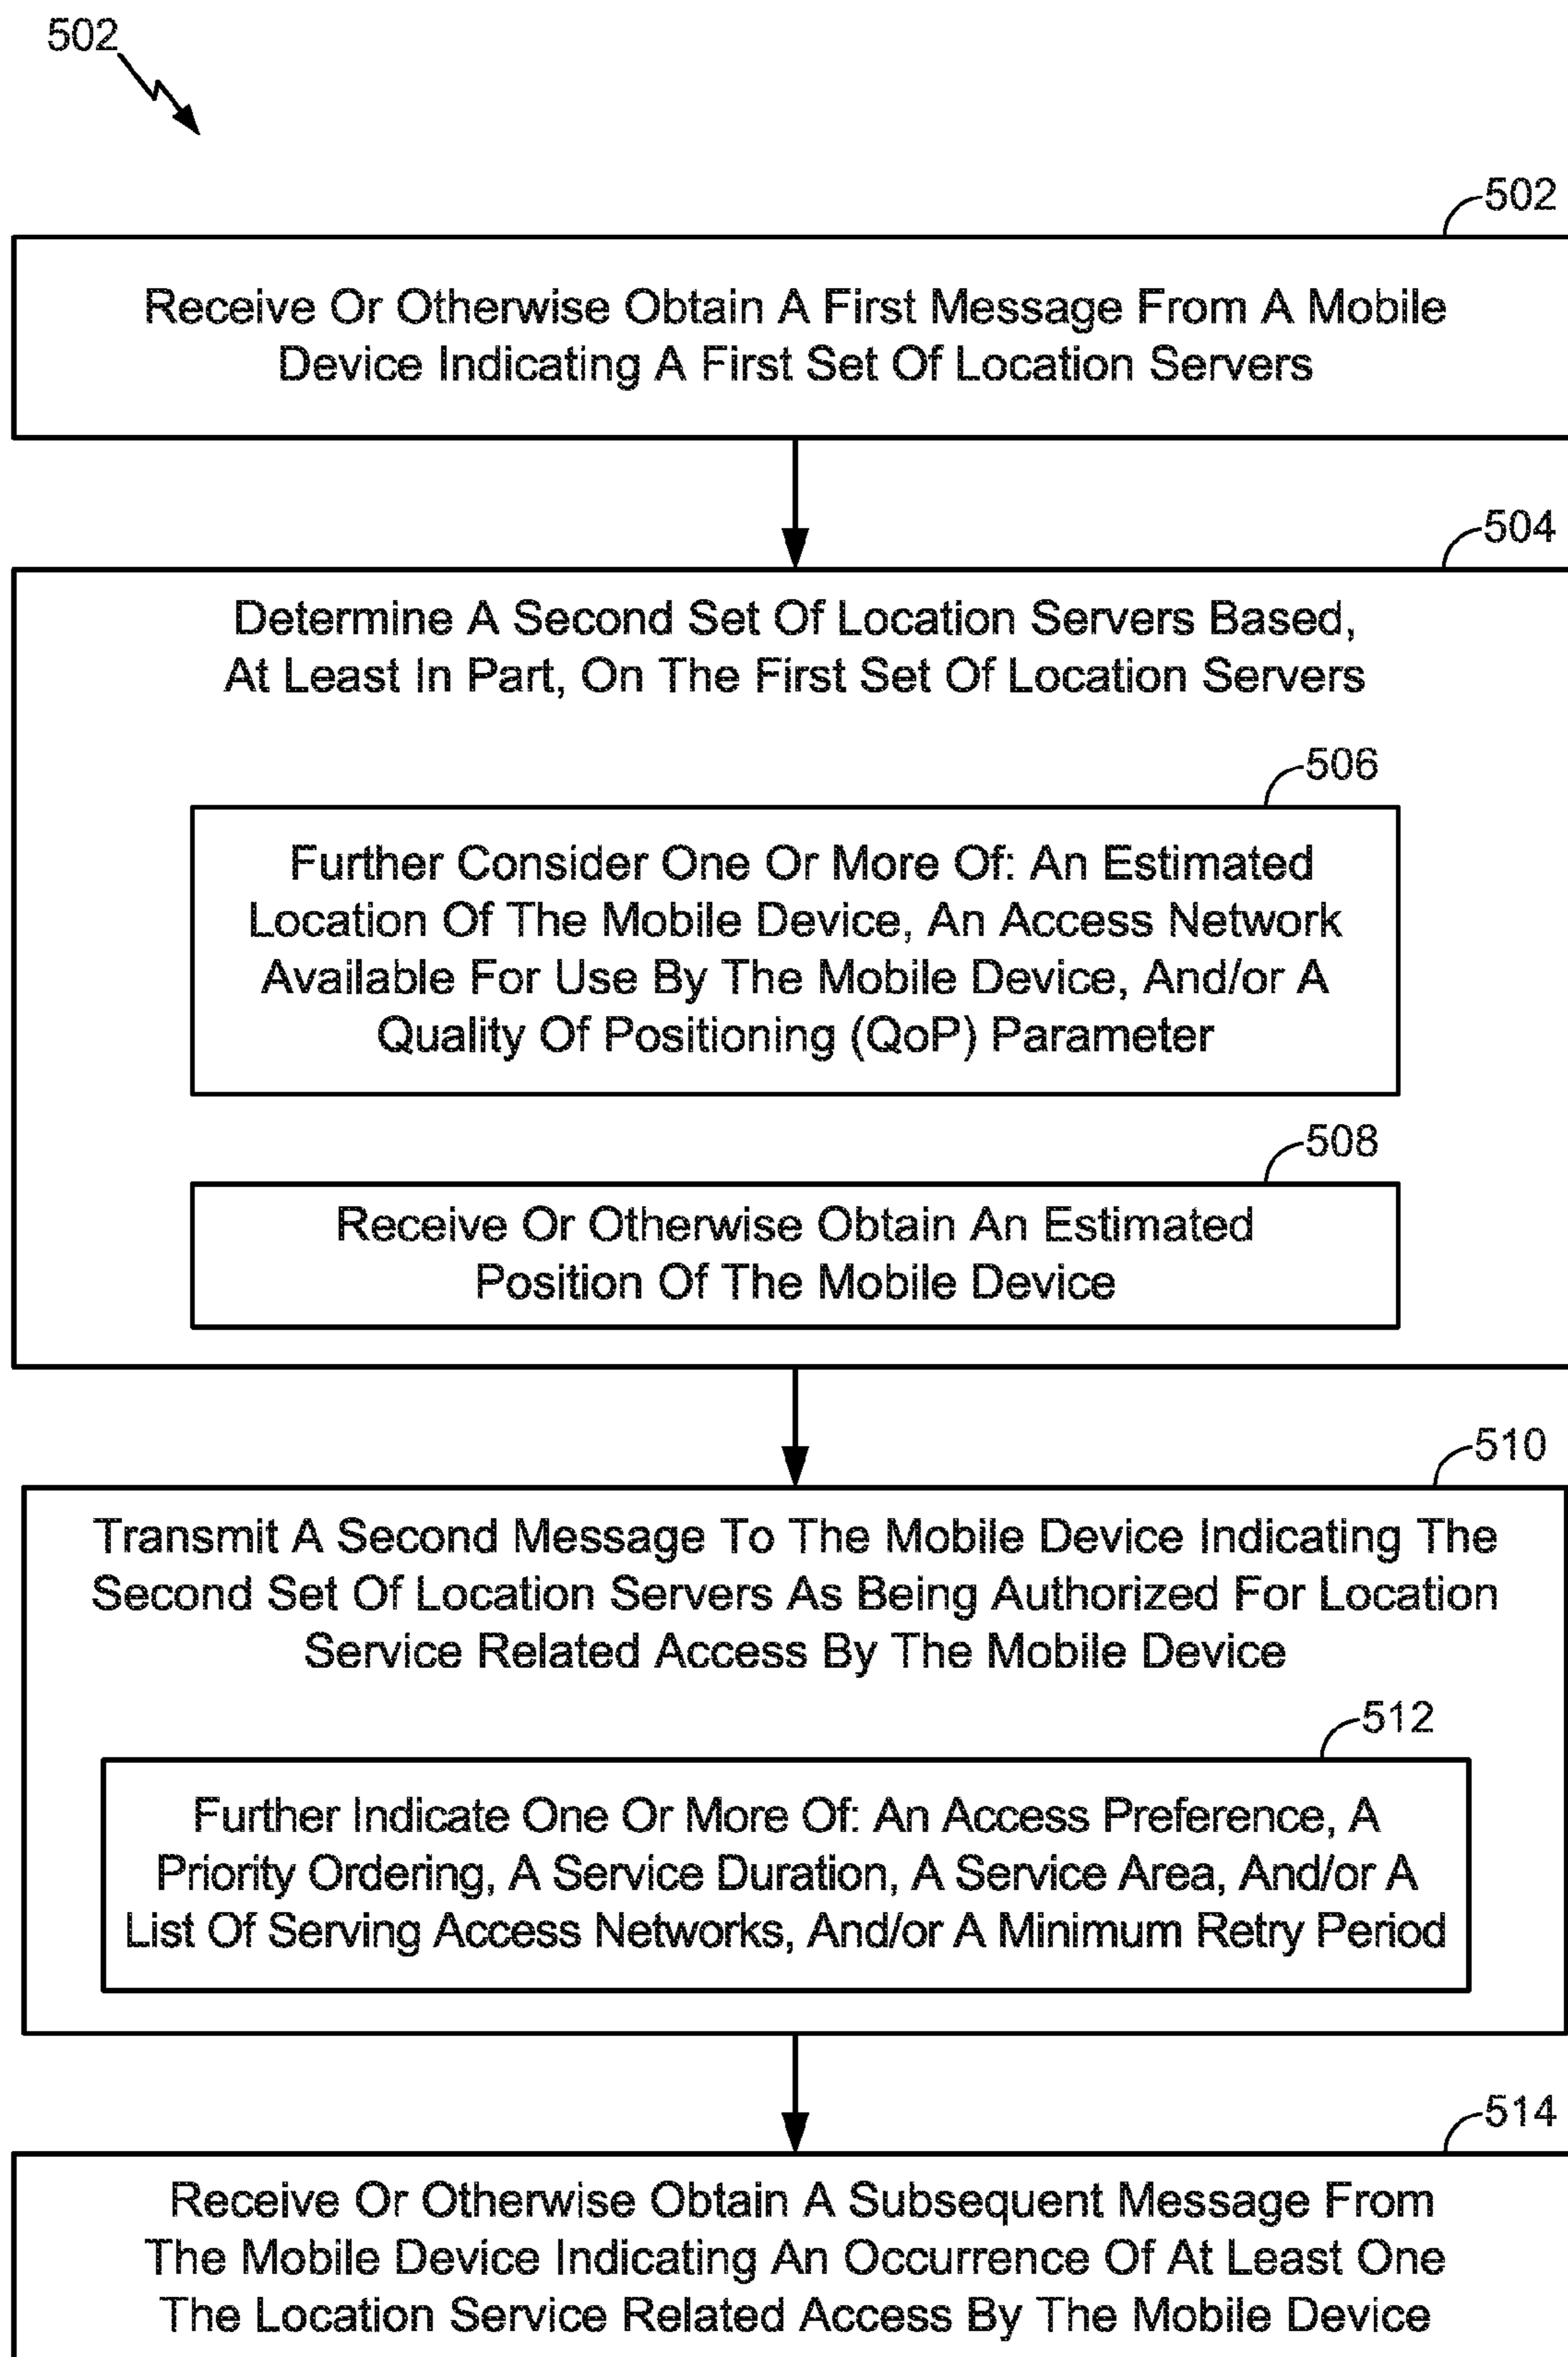 502
502
Receive Or Otherwise Obtain A First Message From A Mobile
Device Indicating A First Set Of Location Servers
504
Determine A Second Set Of Location Servers Based,
At Least In Part, On The First Set Of Location Servers
506
Further Consider One Or More Of: An Estimated
Location Of The Mobile Device, An Access Network
Available For Use By The Mobile Device, And/or A
Quality Of Positioning (QoP) Parameter
508
Receive Or Otherwise Obtain An Estimated
Position Of The Mobile Device
510
Transmit A Second Message To The Mobile Device Indicating The
Second Set Of Location Servers As Being Authorized For Location
Service Related Access By The Mobile Device
512
Further Indicate One Or More Of: An Access Preference, A
Priority Ordering, A Service Duration, A Service Area, And/or A
List Of Serving Access Networks, And/or A Minimum Retry Period
514
Receive Or Otherwise Obtain A Subsequent Message From
The Mobile Device Indicating An Occurrence Of At Least One
The Location Service Related Access By The Mobile Device